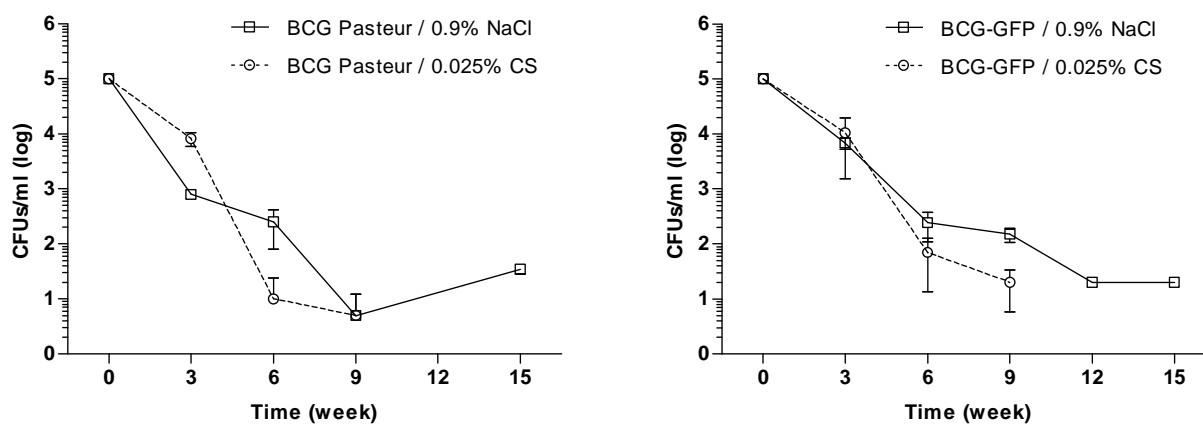 BCG Pasteur / 0.9% NaCl
BCG Pasteur / 0.025% CS
CFUs/ml (log)
6
5
4
3
2
1
0
0 3 6 9 12 15
Time (week)
BCG-GFP / 0.9% NaCl
BCG-GFP / 0.025% CS
CFUs/ml (log)
6
5
4
3
2
1
0
0 3 6 9 12 15
Time (week)